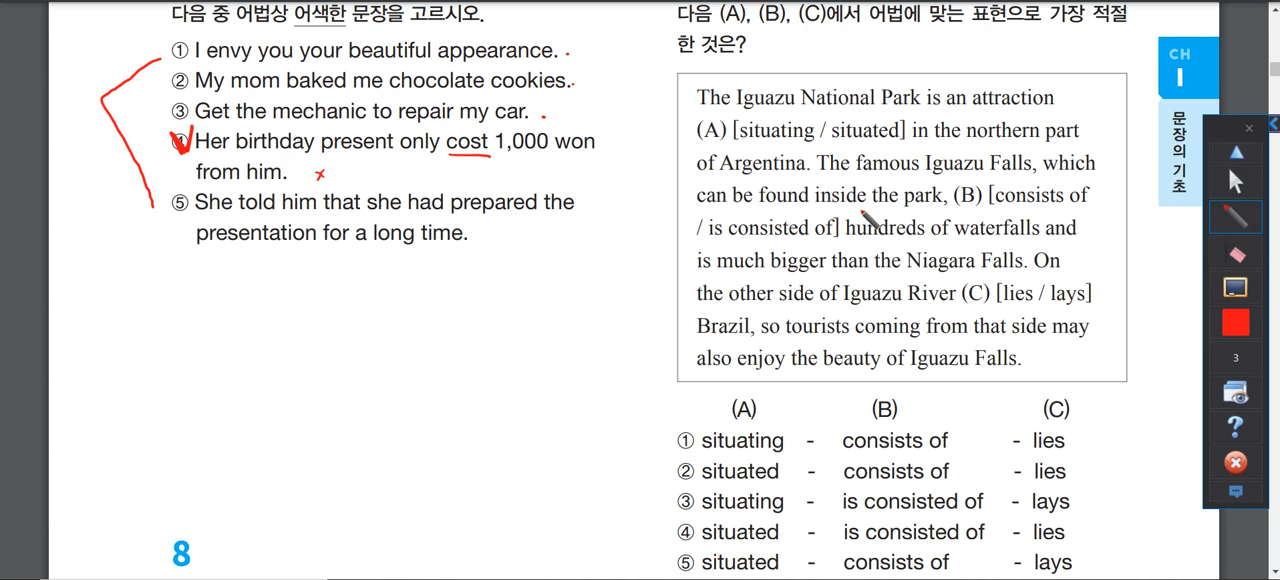 다음 중 어법상 어색한 문장을 고르시오.
① I envy you your beautiful appearance.
② My mom baked me chocolate cookies.
③ Get the mechanic to repair my car.
④ Her birthday present only cost 1,000 won
from him.
⑤ She told him that she had prepared the
presentation for a long time.
8
다음 (A), (B), (C)에서 어법에 맞는 표현으로 가장 적절
한 것은?
The Iguazu National Park is an attraction
(A) [situating / situated] in the northern part
of Argentina. The famous Iguazu Falls, which
can be found inside the park, (B) [consists of
/ is consisted of] hundreds of waterfalls and
is much bigger than the Niagara Falls. On
the other side of Iguazu River (C) [lies / lays]
Brazil, so tourists coming from that side may
also enjoy the beauty of Iguazu Falls.
(A) (B) (C)
① situating - consists of - lies
② situated - consists of - lies
③ situating - is consisted of - lays
④ situated - is consisted of - lies
⑤ situated - consists of - lays
CH
I
문장의 기초
3